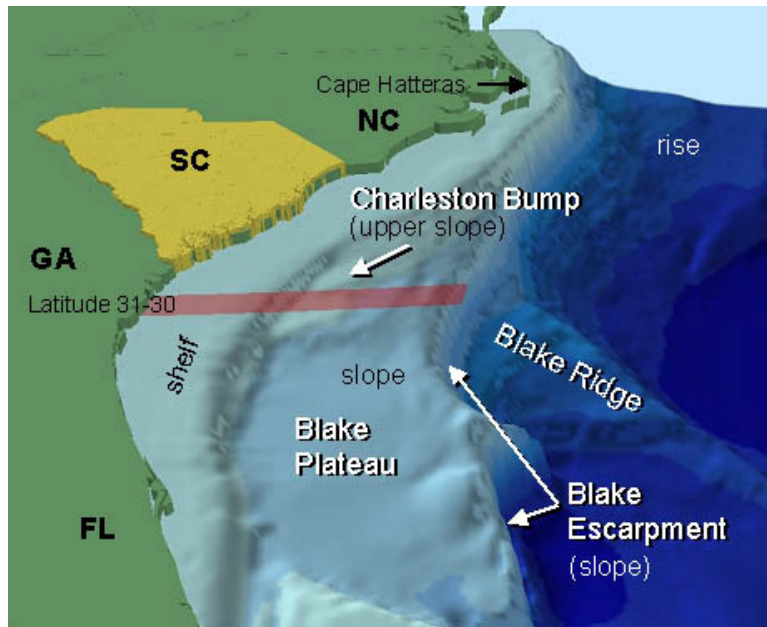 Cape Hatteras
NC
rise
SC
Charleston Bump
(upper slope)
GA
Latitude 31-30
shelf
slope
Blake Ridge
Blake
Plateau
Blake
Escarpment
(slope)
FL